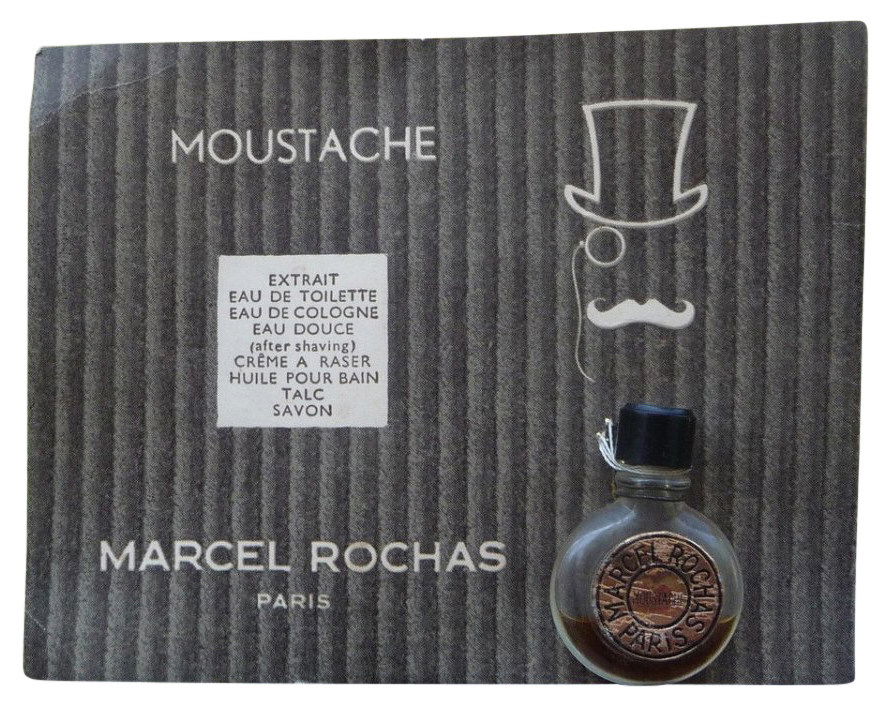 MOUSTACHE
EXTRAIT
EAU DE TOILETTE
EAU DE COLOGNE
EAU DOUCE
(after shaving)
CRÊME A RASER
HUILE POUR BAIN
TALC
SAVON
MARCEL ROCHAS
PARIS
MARCEL ROCHAS
MOUSTACHE
PARIS